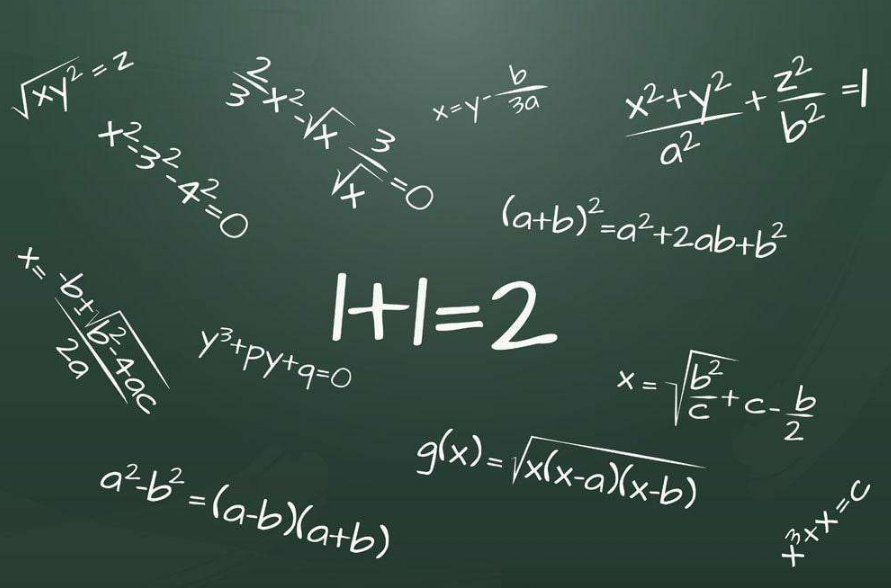 √xy² = z
2/3 x² - √x - 3/√x = 0
x = y - b/3a
(x² + y²)/a² + z²/b² = 1
x² - 3² - 4² = 0
(a+b)² = a² + 2ab + b²
x = (-b ± √(b² - 4ac))/2a
1+1=2
y³ + py + q = 0
x = √(b²/c) + c - b/2
g(x) = √x(x-a)(x-b)
a² - b² = (a-b)(a+b)
x³ x x = c